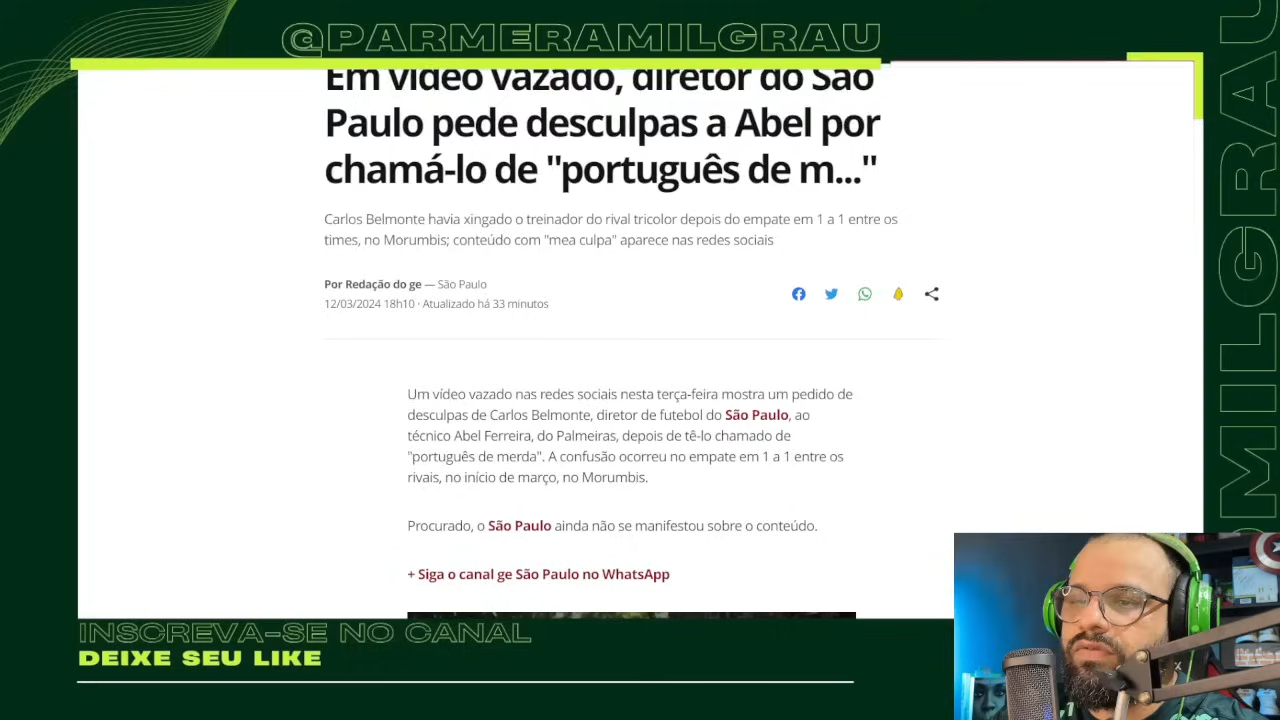 @PARMERAMILGRAU
Em vídeo vazado, diretor do São
Paulo pede desculpas a Abel por
chamá-lo de "português de m..."
Carlos Belmonte havia xingado o treinador do rival tricolor depois do empate em 1 a 1 entre os
times, no Morumbis; conteúdo com "mea culpa" aparece nas redes sociais
Por Redação do ge — São Paulo
12/03/2024 18h10 · Atualizado há 33 minutos
Um vídeo vazado nas redes sociais nesta terça-feira mostra um pedido de
desculpas de Carlos Belmonte, diretor de futebol do São Paulo, ao
técnico Abel Ferreira, do Palmeiras, depois de tê-lo chamado de
"português de merda". A confusão ocorreu no empate em 1 a 1 entre os
rivais, no início de março, no Morumbis.
Procurado, o São Paulo ainda não se manifestou sobre o conteúdo.
+ Siga o canal ge São Paulo no WhatsApp
INSCREVA-SE NO CANAL
DEIXE SEU LIKE
OMILGRAU